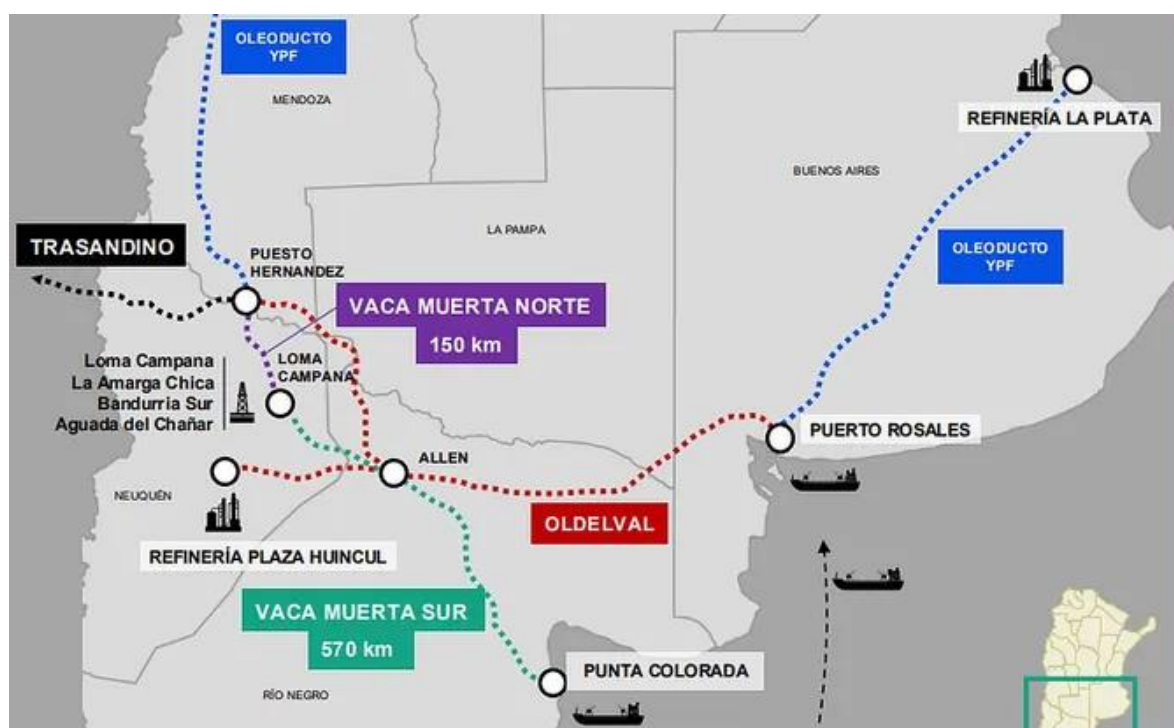 OLEODUCTO
YPF
MENDOZA
REFINERÍA LA PLATA
BUENOS AIRES
LA PAMPA
TRASANDINO
PUESTO
HERNANDEZ
OLEODUCTO
YPF
VACA MUERTA NORTE
150 km
Loma Campana
La Amarga Chica
Bandurria Sur
Aguada del Chañar
LOMA
CAMPANA
PUERTO ROSALES
ALLEN
NEUQUÉN
OLDELVAL
REFINERÍA PLAZA HUINCUL
VACA MUERTA SUR
570 km
PUNTA COLORADA
RÍO NEGRO